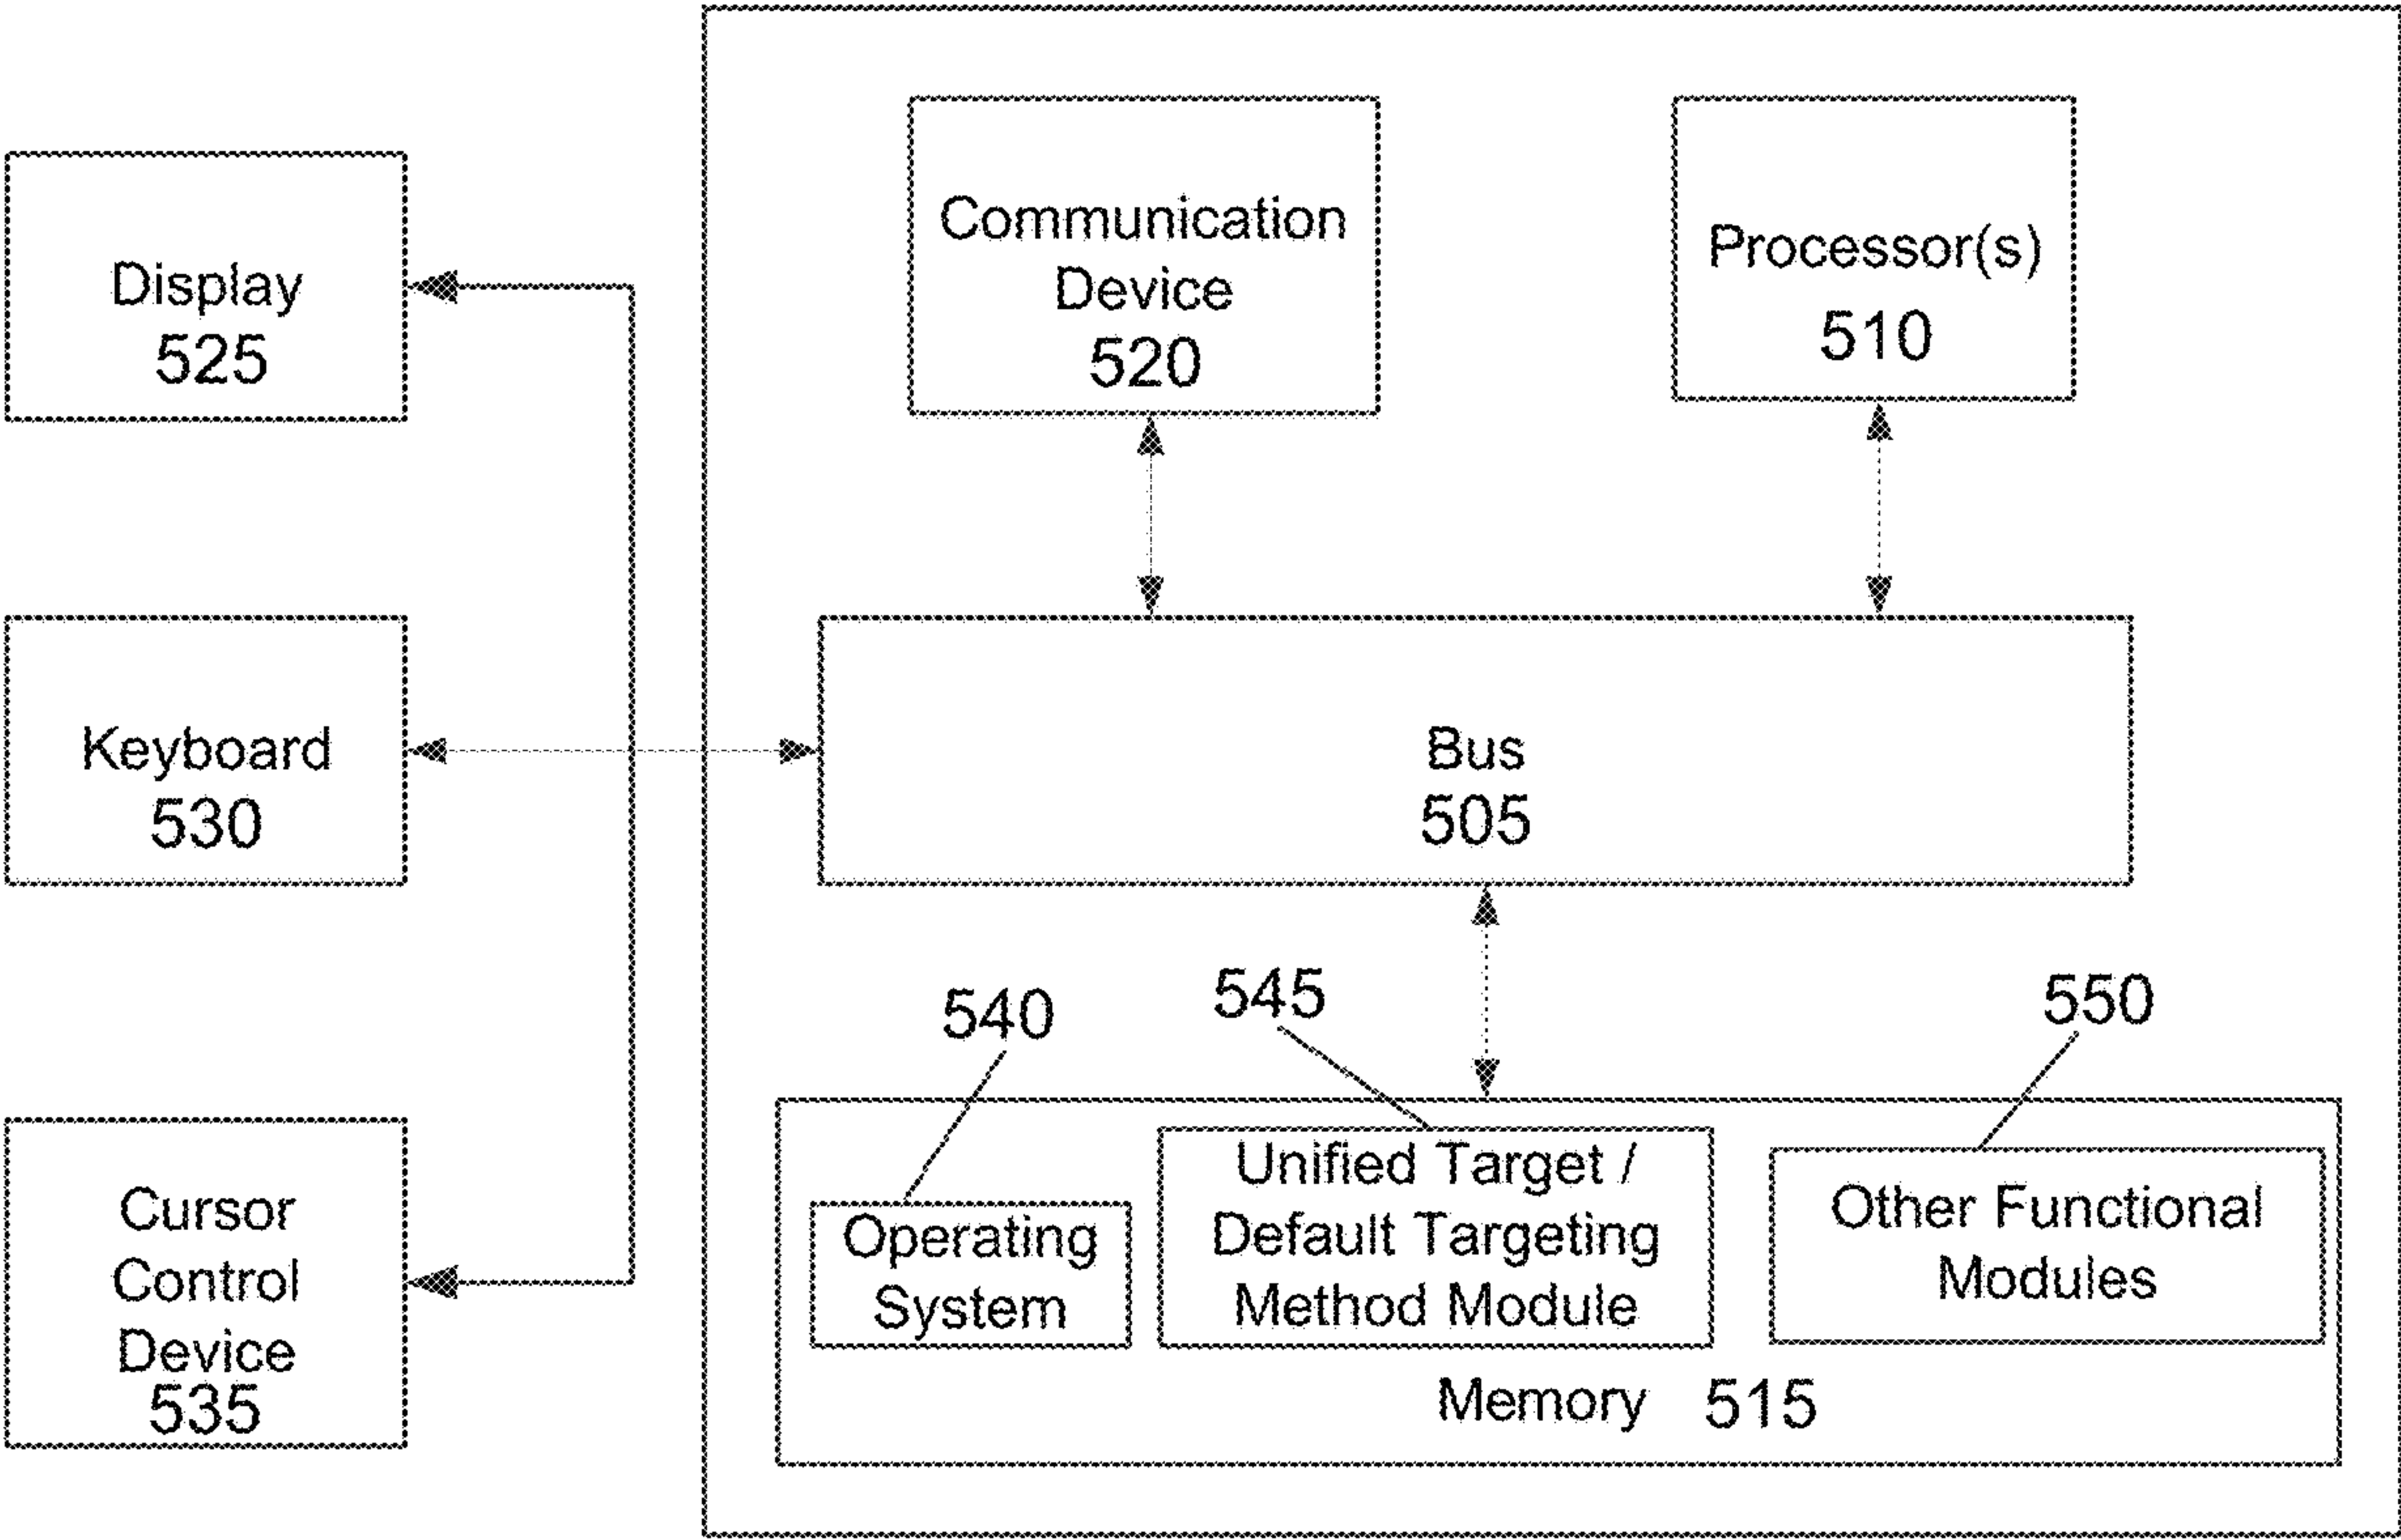 Display
525
Communication
Device
520
Processor(s)
510
Keyboard
530
Bus
505
540
545
550
Cursor
Control
Device
535
Operating
System
Unified Target /
Default Targeting
Method Module
Other Functional
Modules
Memory 515